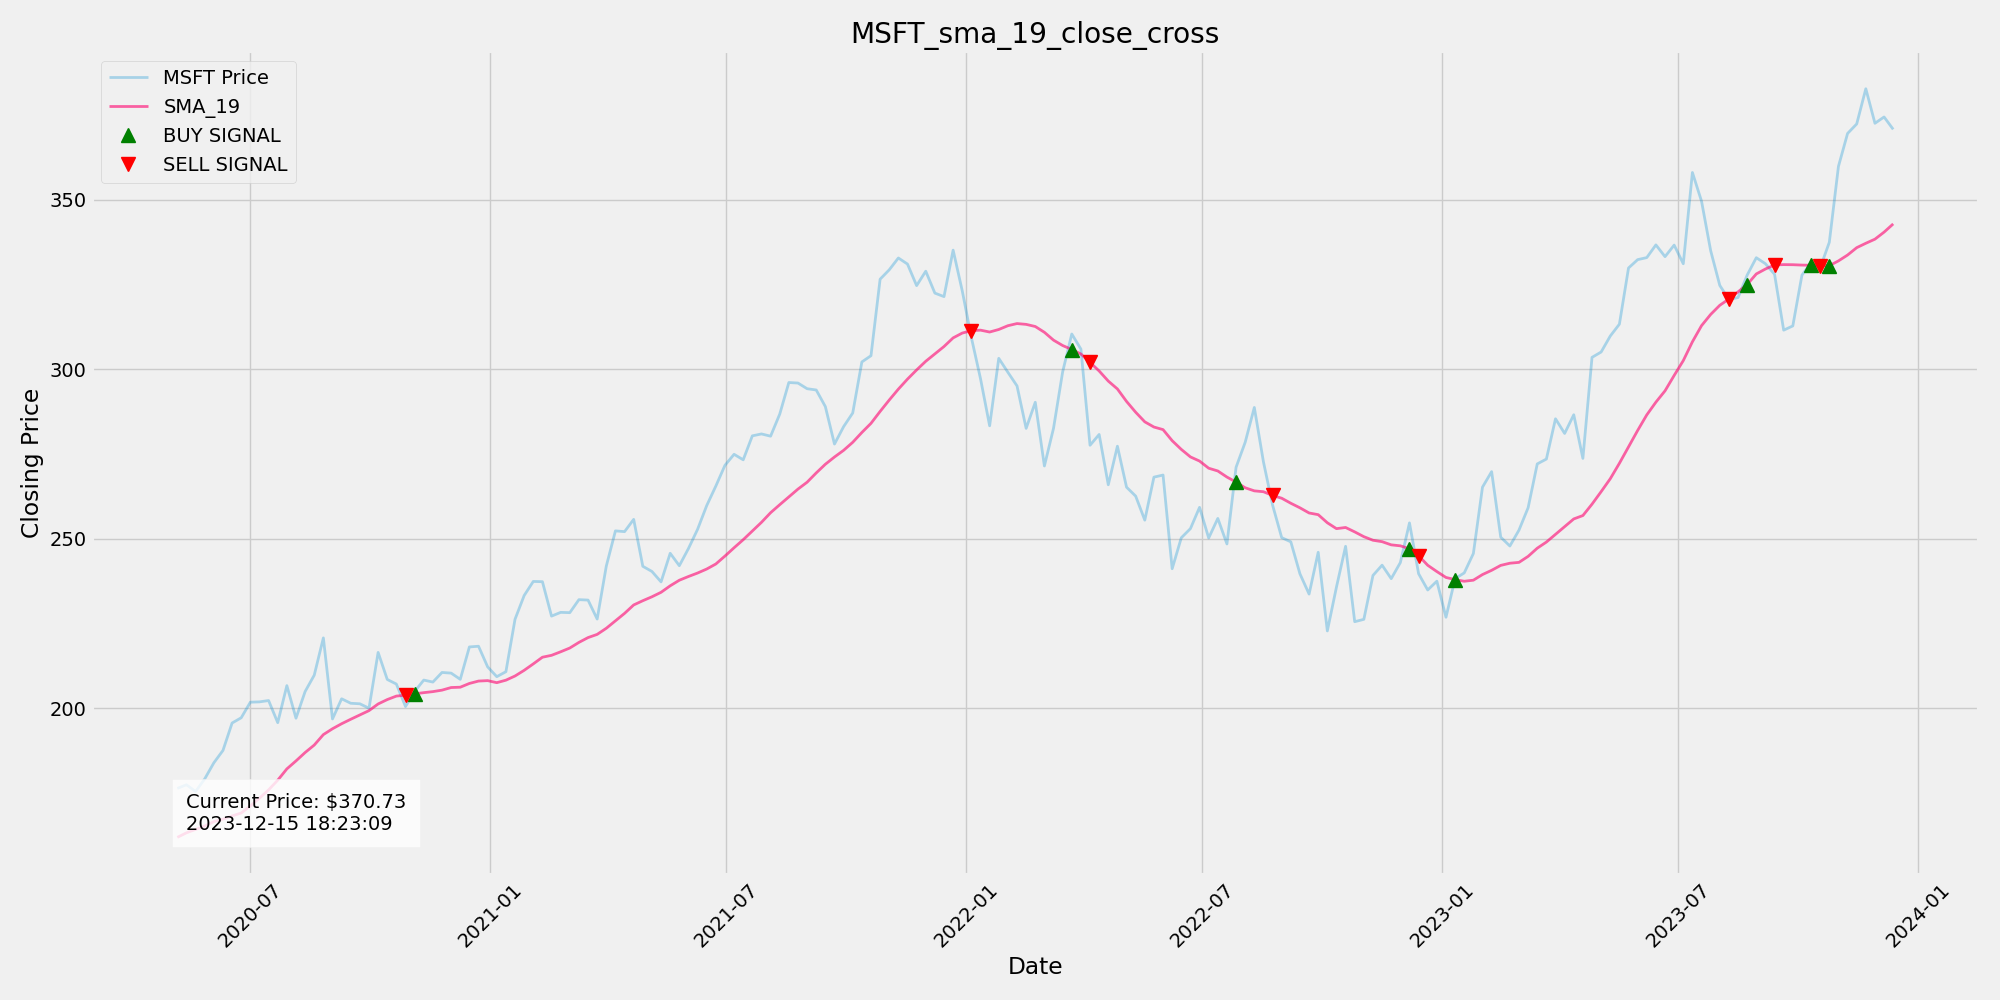 MSFT_sma_19_close_cross
MSFT Price
SMA_19
BUY SIGNAL
SELL SIGNAL
350
300
250
200
Closing Price
Current Price: $370.73
2023-12-15 18:23:09
2020-07
2021-01
2021-07
2022-01
2022-07
2023-01
2023-07
2024-01
Date